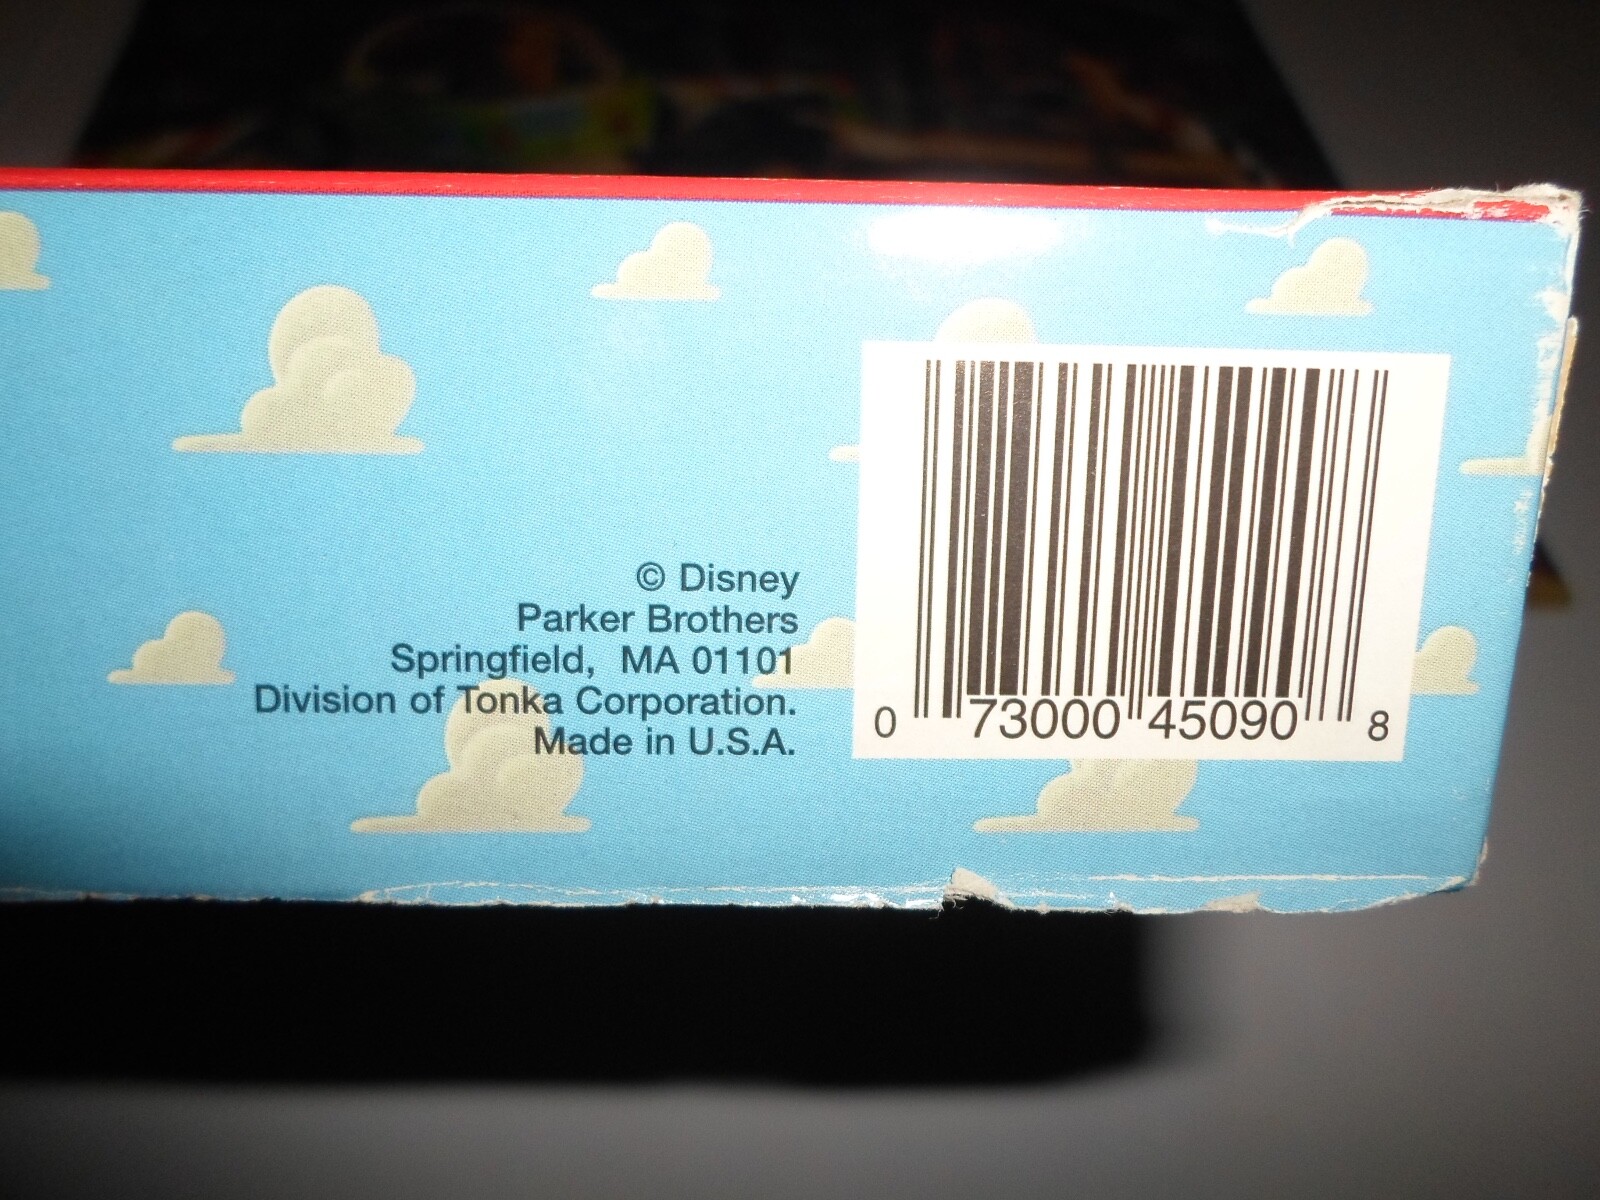 © Disney
Parker Brothers
Springfield, MA 01101
Division of Tonka Corporation.
Made in U.S.A.
0 73000 45090 8